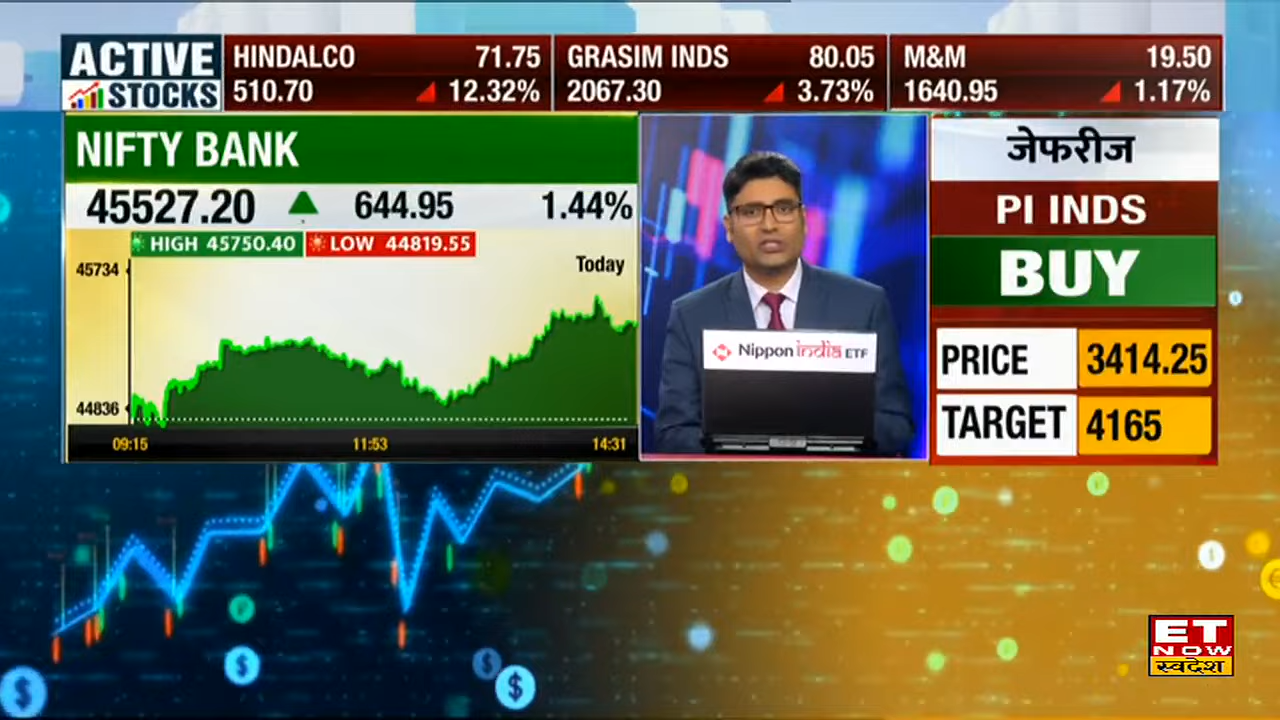 ACTIVE
STOCKS
HINDALCO 71.75
510.70 12.32%
GRASIM INDS 80.05
2067.30 3.73%
M&M 19.50
1640.95 1.17%
NIFTY BANK
45527.20 644.95 1.44%
HIGH 45750.40 LOW 44819.55
Today
45734
44836
09:15 11:53 14:31
Nippon india ETF
जेफरीज
PI INDS
BUY
PRICE 3414.25
TARGET 4165
ET
NOW
स्वदेश